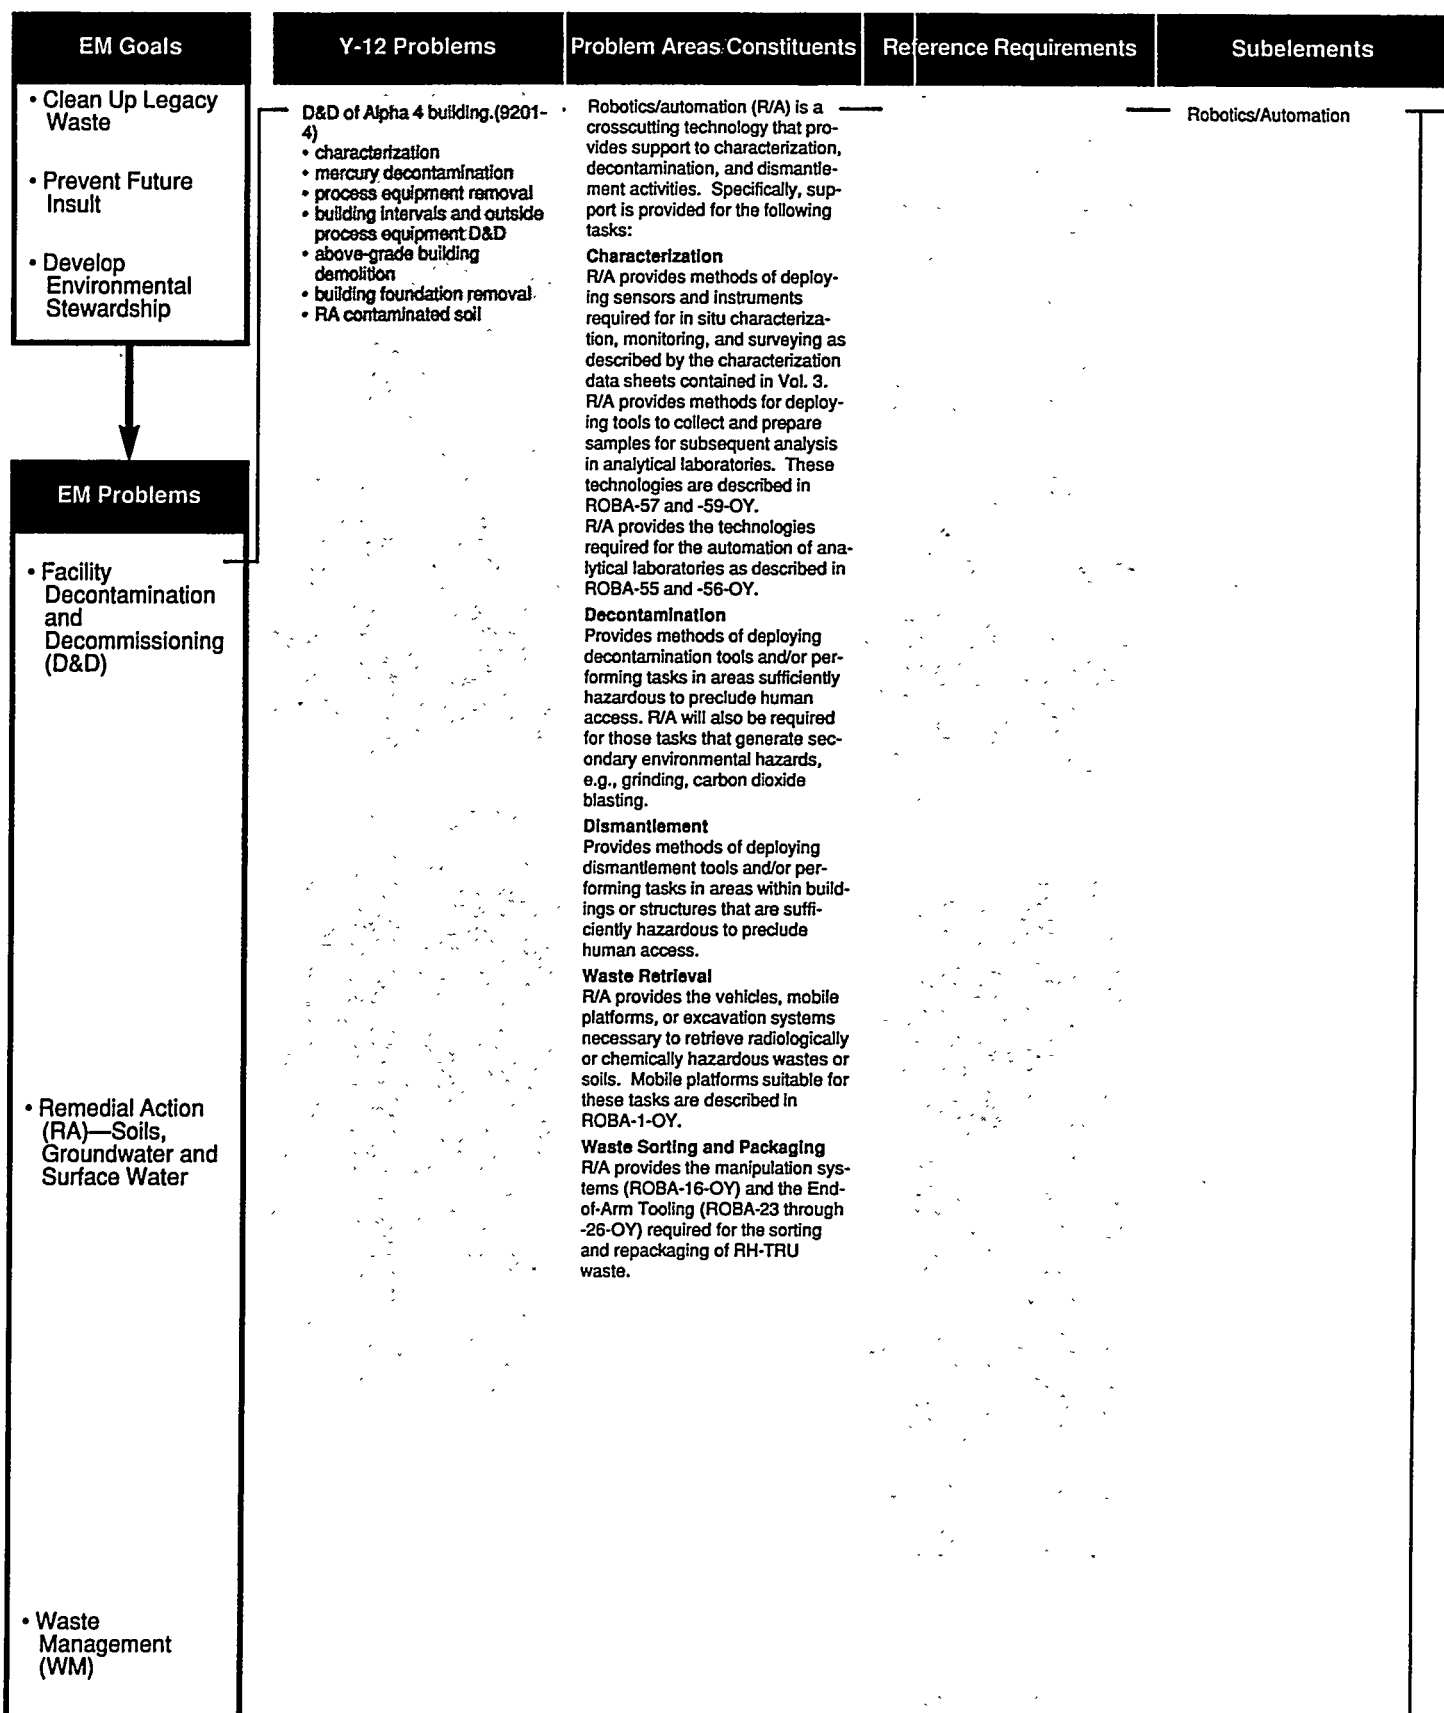 EM Goals
• Clean Up Legacy
Waste
• Prevent Future
Insult
• Develop
Environmental
Stewardship
EM Problems
• Facility
Decontamination
and
Decommissioning
(D&D)
• Remedial Action
(RA)—Soils,
Groundwater and
Surface Water
• Waste
Management
(WM)
Y-12 Problems
D&D of Alpha 4 building.(9201-
4)
• characterization
• mercury decontamination
• process equipment removal
• building intervals and outside
process equipment D&D
• above-grade building
demolition
• building foundation removal
• RA contaminated soil
Problem Areas Constituents
Robotics/automation (R/A) is a
crosscutting technology that pro-
vides support to characterization,
decontamination, and dismantle-
ment activities. Specifically, sup-
port is provided for the following
tasks:
Characterization
R/A provides methods of deploy-
ing sensors and instruments
required for in situ characteriza-
tion, monitoring, and surveying as
described by the characterization
data sheets contained in Vol. 3.
R/A provides methods for deploy-
ing tools to collect and prepare
samples for subsequent analysis
in analytical laboratories. These
technologies are described in
ROBA-57 and -59-OY.
R/A provides the technologies
required for the automation of ana-
lytical laboratories as described in
ROBA-55 and -56-OY.
Decontamination
Provides methods of deploying
decontamination tools and/or per-
forming tasks in areas sufficiently
hazardous to preclude human
access. R/A will also be required
for those tasks that generate sec-
ondary environmental hazards,
e.g., grinding, carbon dioxide
blasting.
Dismantlement
Provides methods of deploying
dismantlement tools and/or per-
forming tasks in areas within build-
ings or structures that are suffi-
ciently hazardous to preclude
human access.
Waste Retrieval
R/A provides the vehicles, mobile
platforms, or excavation systems
necessary to retrieve radiologically
or chemically hazardous wastes or
soils. Mobile platforms suitable for
these tasks are described in
ROBA-1-OY.
Waste Sorting and Packaging
R/A provides the manipulation sys-
tems (ROBA-16-OY) and the End-
of-Arm Tooling (ROBA-23 through
-26-OY) required for the sorting
and repackaging of RH-TRU
waste.
Reference Requirements
Subelements
Robotics/Automation